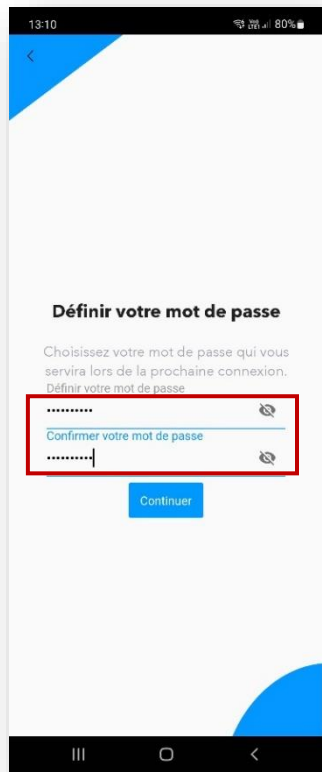 13:10 80%
Définir votre mot de passe
Choisissez votre mot de passe qui vous
servira lors de la prochaine connexion.
Définir votre mot de passe
••••••••••
Confirmer votre mot de passe
••••••••••
Continuer